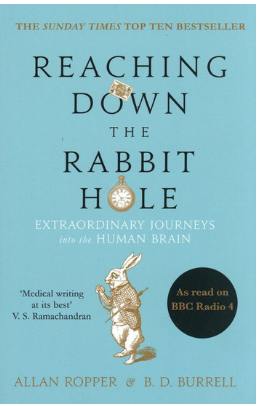 THE SUNDAY TIMES TOP TEN BESTSELLER
REACHING
DOWN
THE
RABBIT
HOLE
EXTRAORDINARY JOURNEYS
into the HUMAN BRAIN
'Medical writing
at its best'
V. S. Ramachandran
As read on
BBC Radio 4
ALLAN ROPPER & B. D. BURRELL